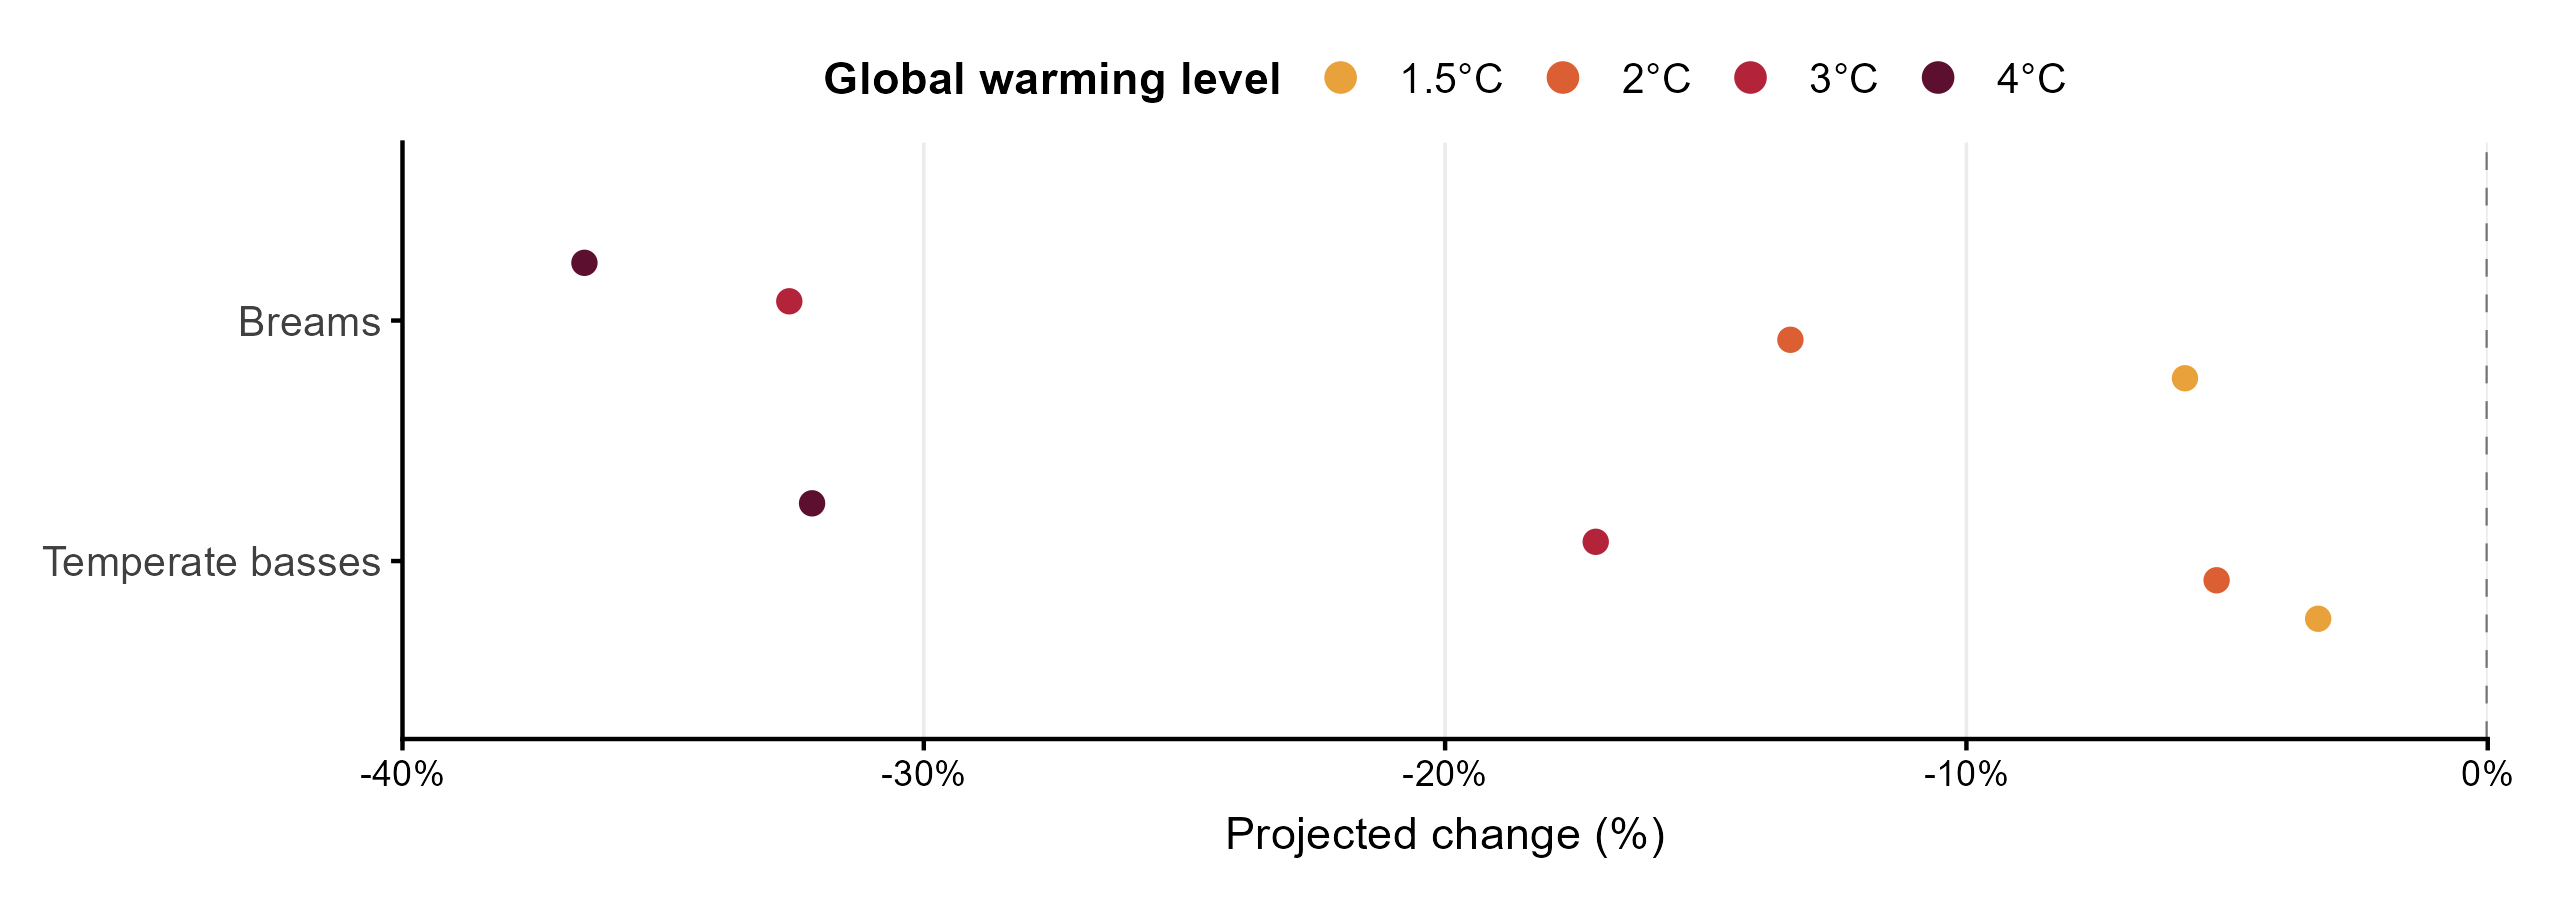 Global warming level 1.5°C 2°C 3°C 4°C
Breams
Temperate basses
-40% -30% -20% -10% 0%
Projected change (%)